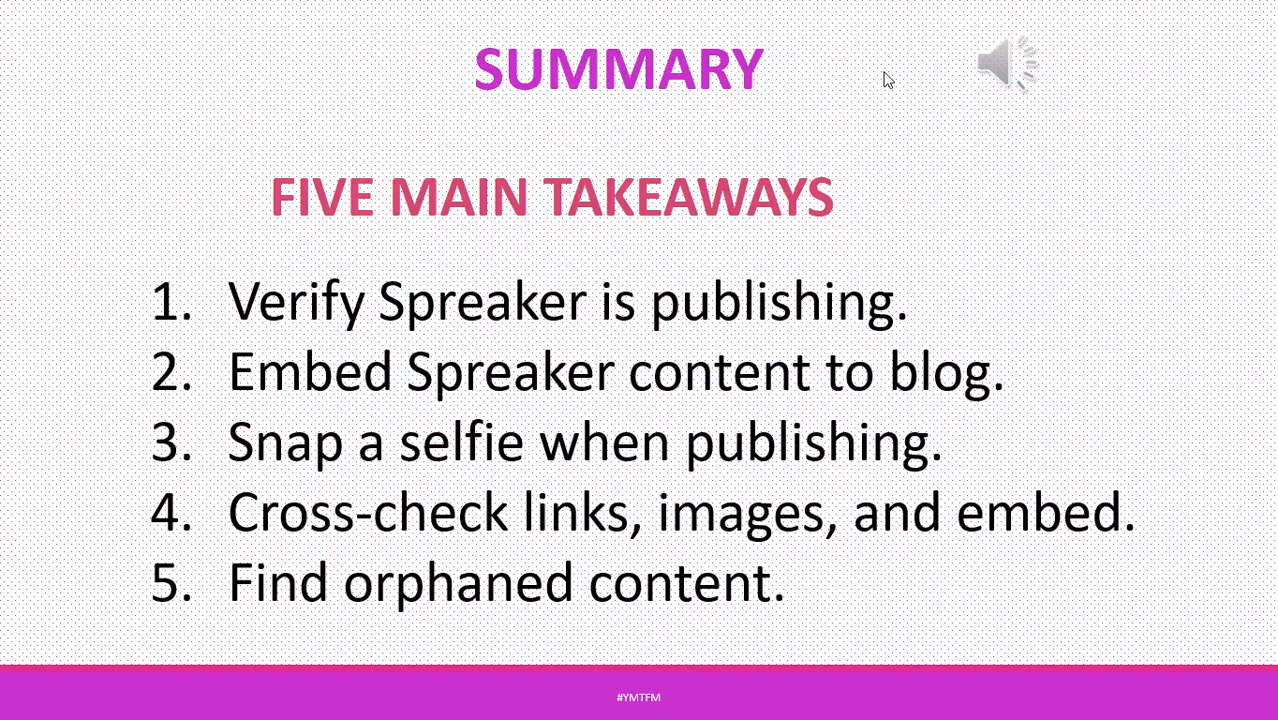 SUMMARY
FIVE MAIN TAKEAWAYS
1. Verify Spreaker is publishing.
2. Embed Spreaker content to blog.
3. Snap a selfie when publishing.
4. Cross-check links, images, and embed.
5. Find orphaned content.
#YMTFM